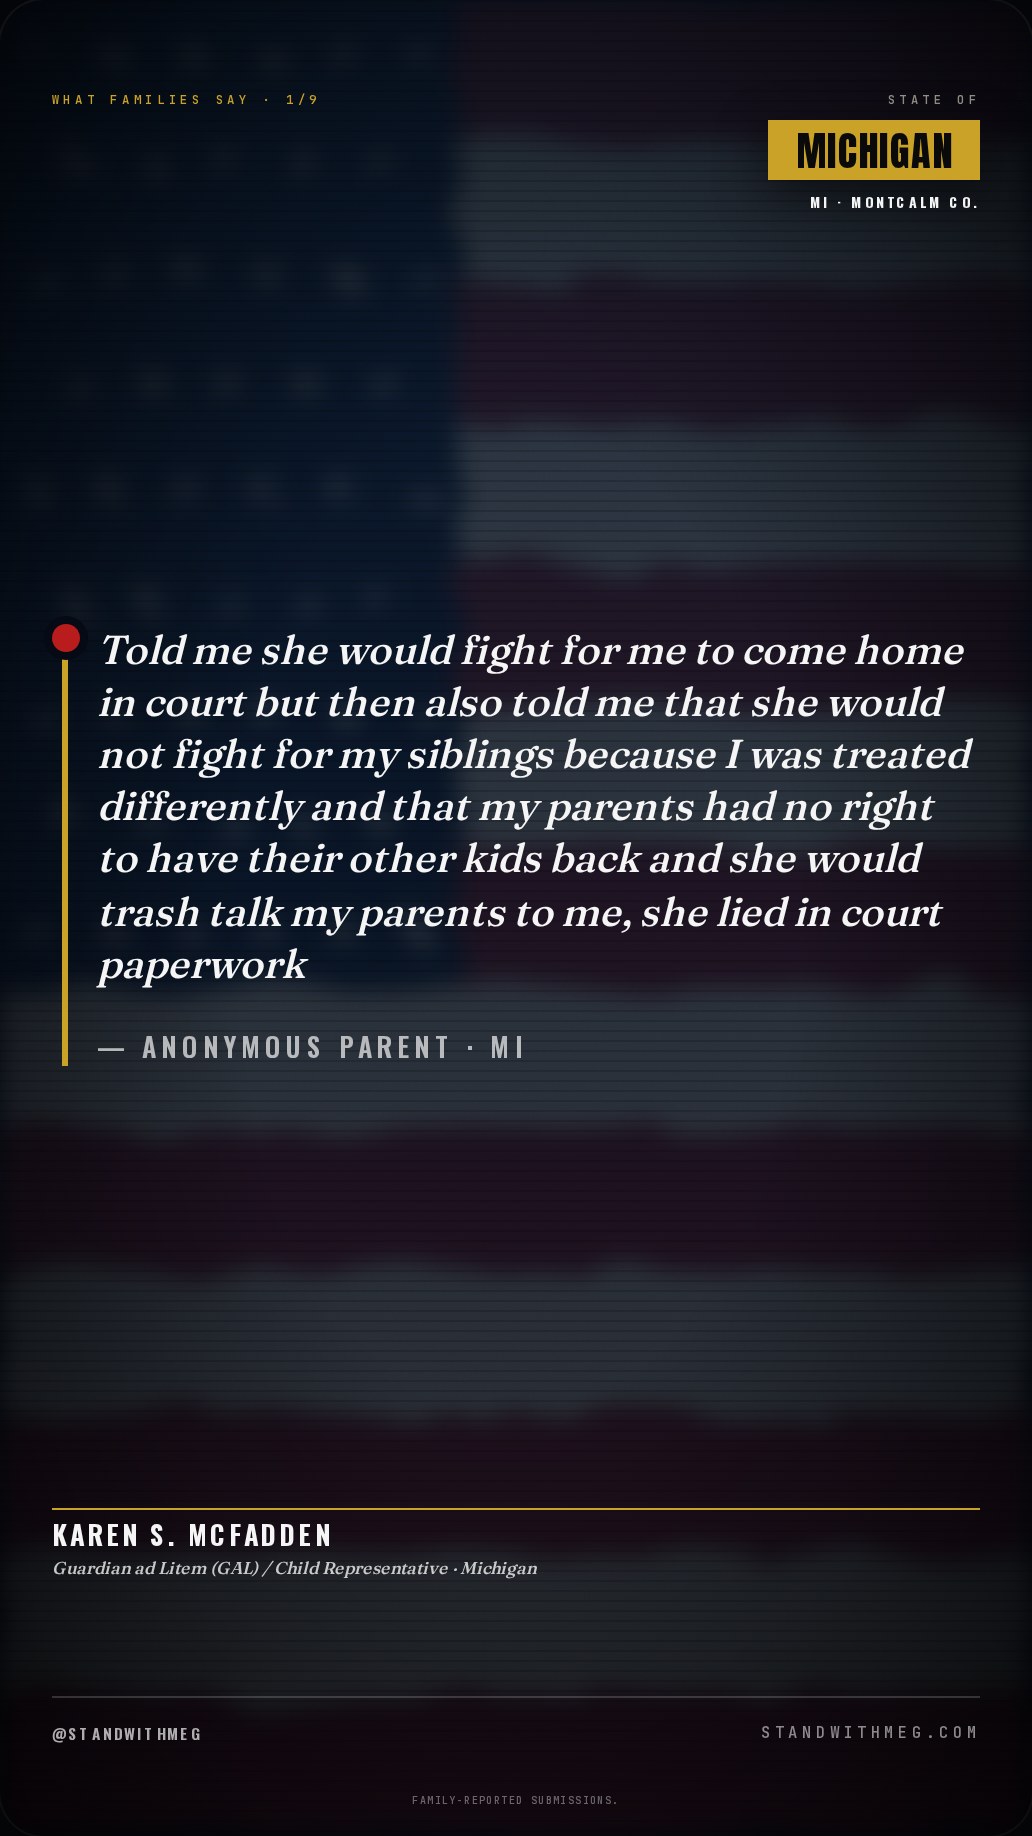 WHAT FAMILIES SAY · 1/9
STATE OF
MICHIGAN
MI · MONTCALM CO.
Told me she would fight for me to come home
in court but then also told me that she would
not fight for my siblings because I was treated
differently and that my parents had no right
to have their other kids back and she would
trash talk my parents to me, she lied in court
paperwork
— ANONYMOUS PARENT · MI
KAREN S. MCFADDEN
Guardian ad Litem (GAL) / Child Representative · Michigan
@STANDWITHMEG
STANDWITHMEG.COM
FAMILY-REPORTED SUBMISSIONS.